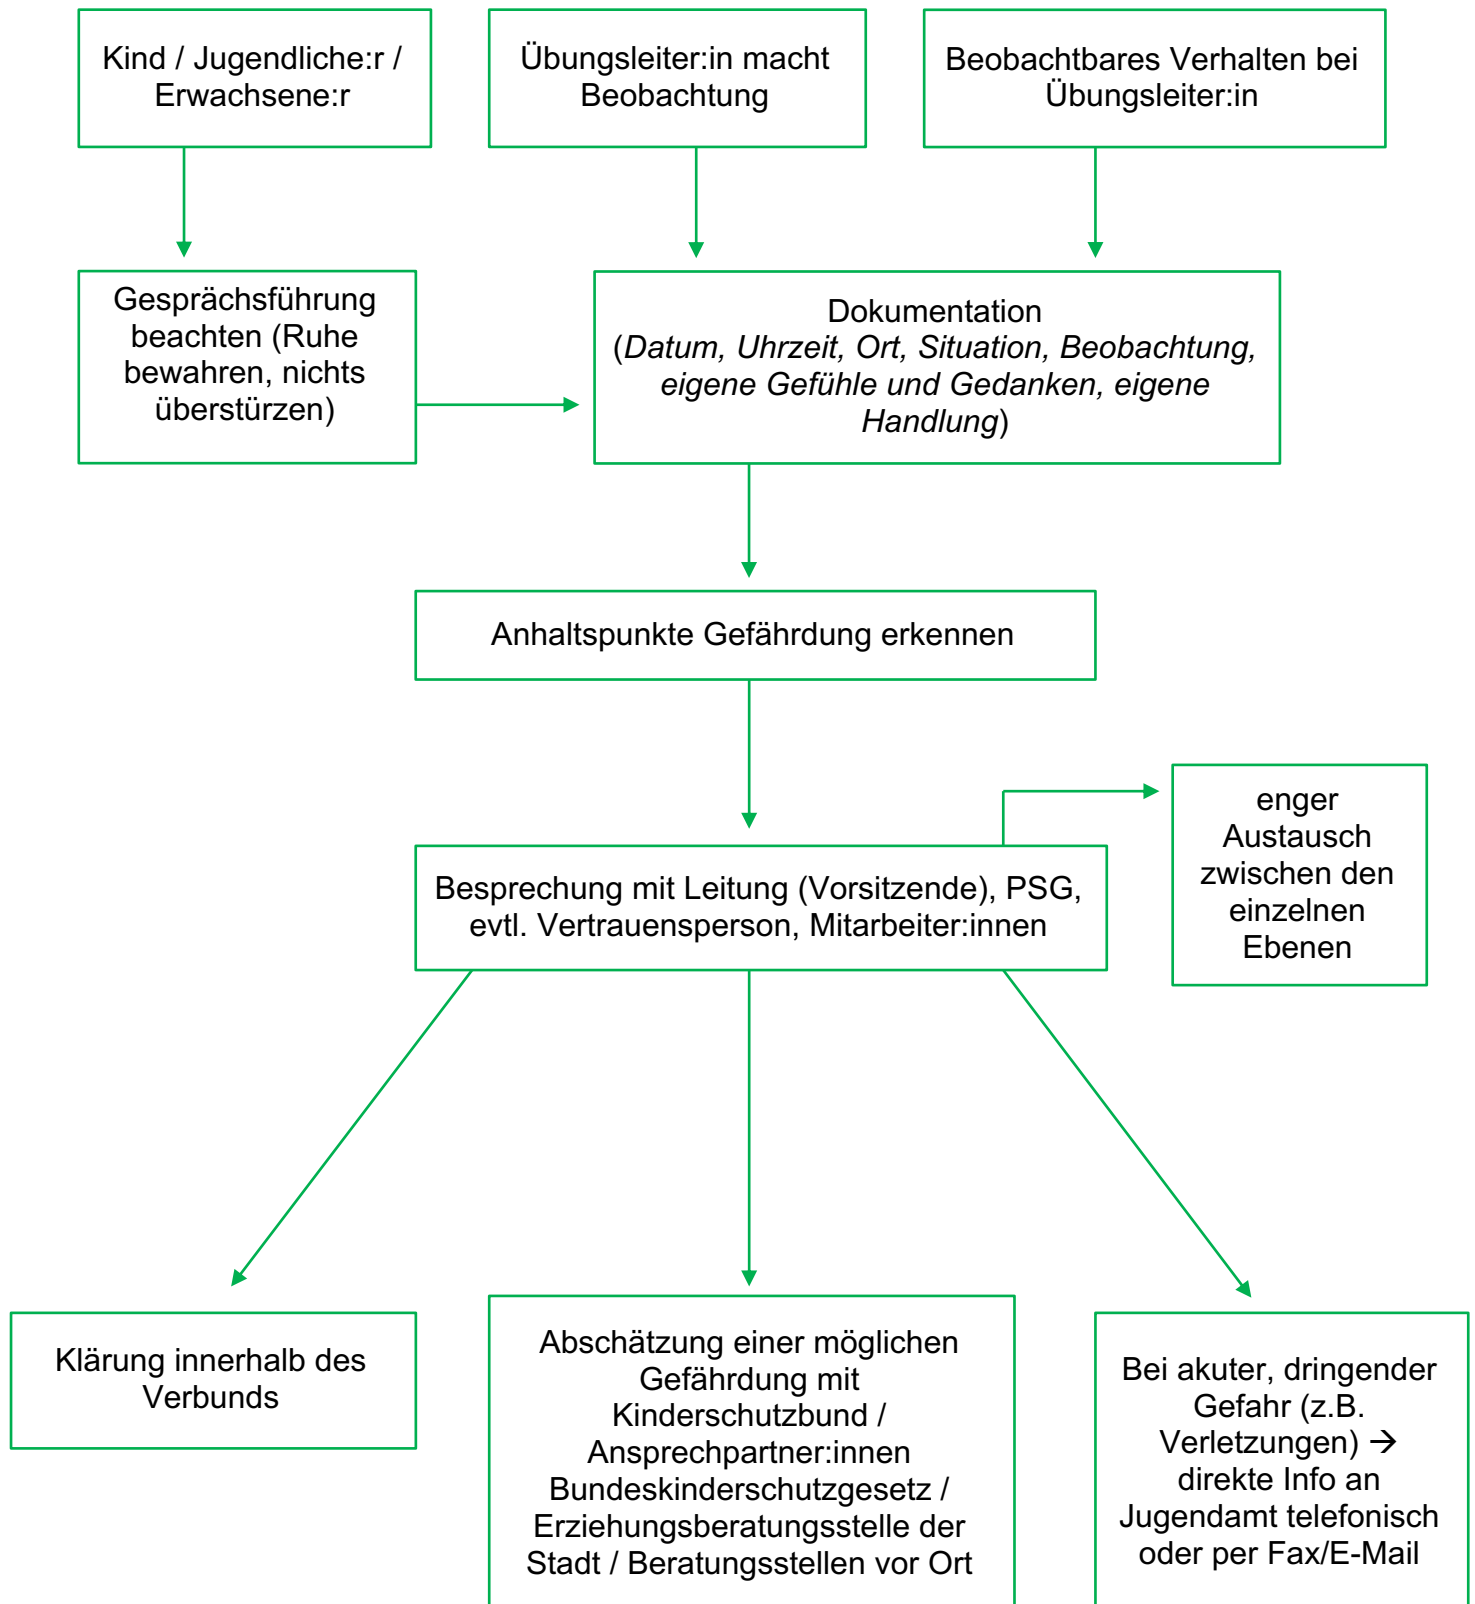 Kind / Jugendliche:r /
Erwachsene:r
Übungsleiter:in macht
Beobachtung
Beobachtbares Verhalten bei
Übungsleiter:in
Gesprächsführung
beachten (Ruhe
bewahren, nichts
überstürzen)
Dokumentation
(Datum, Uhrzeit, Ort, Situation, Beobachtung,
eigene Gefühle und Gedanken, eigene
Handlung)
Anhaltspunkte Gefährdung erkennen
enger
Austausch
zwischen den
einzelnen
Ebenen
Besprechung mit Leitung (Vorsitzende), PSG,
evtl. Vertrauensperson, Mitarbeiter:innen
Klärung innerhalb des
Verbunds
Abschätzung einer möglichen
Gefährdung mit
Kinderschutzbund /
Ansprechpartner:innen
Bundeskinderschutzgesetz /
Erziehungsberatungsstelle der
Stadt / Beratungsstellen vor Ort
Bei akuter, dringender
Gefahr (z.B.
Verletzungen) →
direkte Info an
Jugendamt telefonisch
oder per Fax/E-Mail